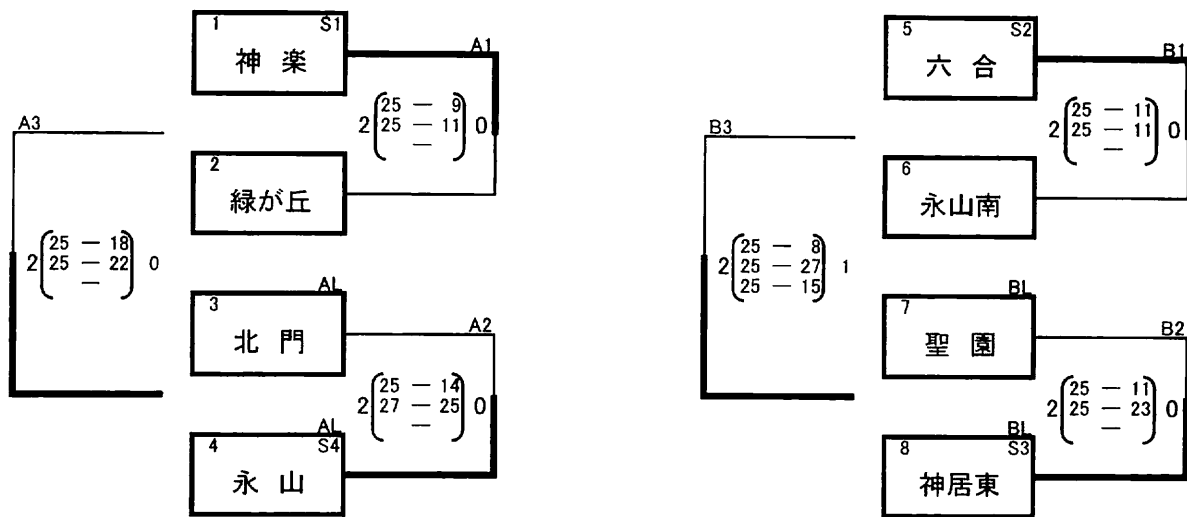 1 S1
神楽
A1
25 — 9
2 25 — 11 0
—
A3
2
緑が丘
25 — 18
2 25 — 22 0
—
AL
3
北門
A2
25 — 14
2 27 — 25 0
—
AL
4 S4
永山
5 S2
六合
B1
25 — 11
2 25 — 11 0
—
B3
6
永山南
25 — 8
2 25 — 27 1
25 — 15
BL
7
聖園
B2
25 — 11
2 25 — 23 0
—
BL
8 S3
神居東